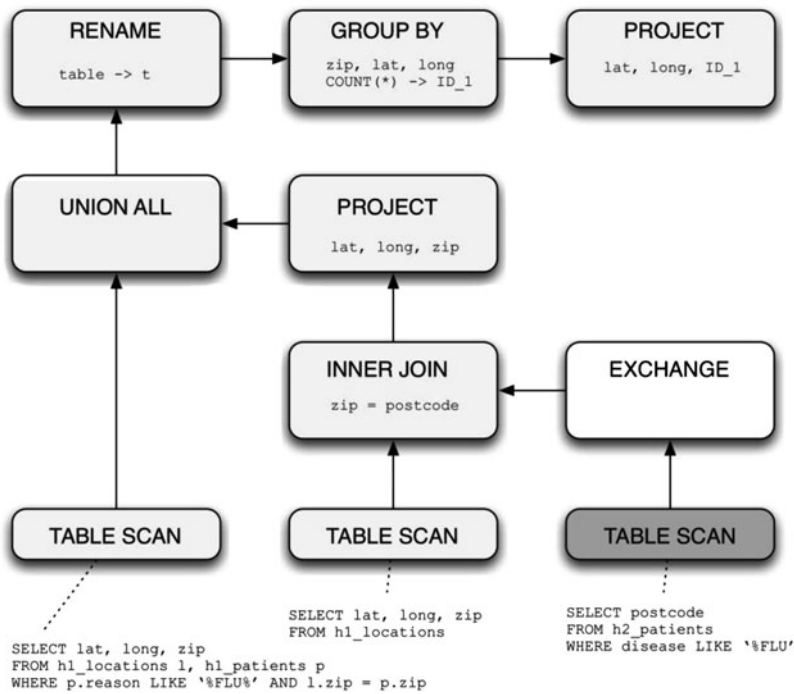 RENAME
table -> t
GROUP BY
zip, lat, long
COUNT(*) -> ID_1
PROJECT
lat, long, ID_1
UNION ALL
PROJECT
lat, long, zip
INNER JOIN
zip = postcode
EXCHANGE
TABLE SCAN
TABLE SCAN
TABLE SCAN
SELECT lat, long, zip
FROM h1_locations l, h1_patients p
WHERE p.reason LIKE ‘%FLU%’ AND l.zip = p.zip
SELECT lat, long, zip
FROM h1_locations
SELECT postcode
FROM h2_patients
WHERE disease LIKE ‘%FLU’